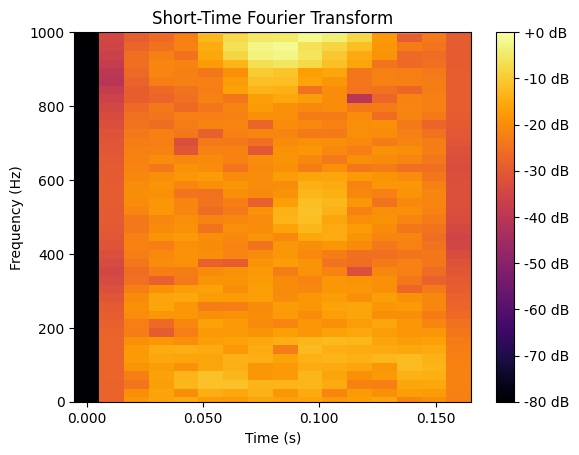 Short-Time Fourier Transform
1000
800
600
400
200
0
Frequency (Hz)
0.000
0.050
0.100
0.150
Time (s)
+0 dB
-10 dB
-20 dB
-30 dB
-40 dB
-50 dB
-60 dB
-70 dB
-80 dB